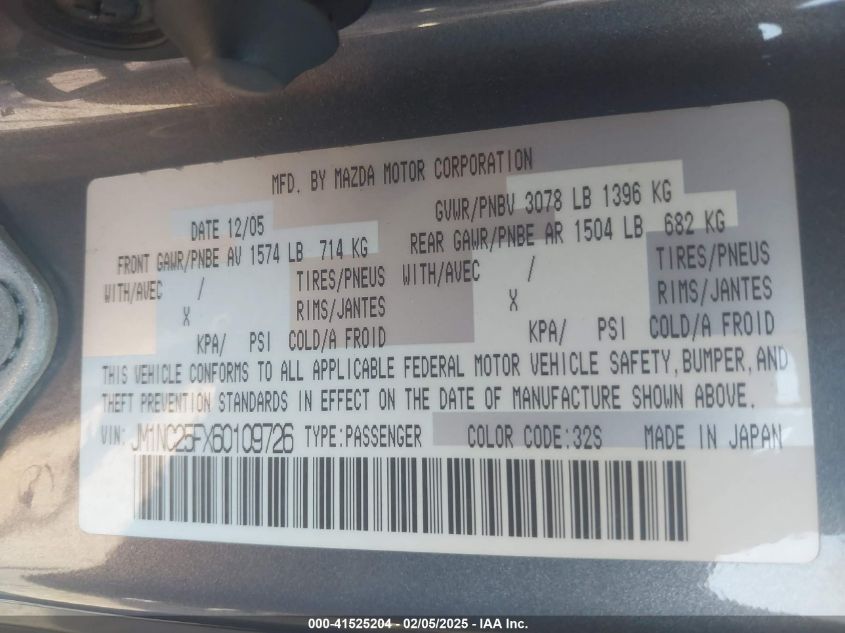 MFD. BY MAZDA MOTOR CORPORATION
DATE 12/05 GVWR/PNBV 3078 LB 1396 KG
FRONT GAWR/PNBE AV 1574 LB 714 KG REAR GAWR/PNBE AR 1504 LB 682 KG
WITH/AVEC / TIRES/PNEUS WITH/AVEC / TIRES/PNEUS
X RIMS/JANTES X RIMS/JANTES
KPA/ PSI COLD/A FROID KPA/ PSI COLD/A FROID
THIS VEHICLE CONFORMS TO ALL APPLICABLE FEDERAL MOTOR VEHICLE SAFETY, BUMPER, AND
THEFT PREVENTION STANDARDS IN EFFECT ON THE DATE OF MANUFACTURE SHOWN ABOVE.
VIN: JM1NC25FX60109726 TYPE:PASSENGER COLOR CODE:32S MADE IN JAPAN
000-41525204 - 02/05/2025 - IAA Inc.